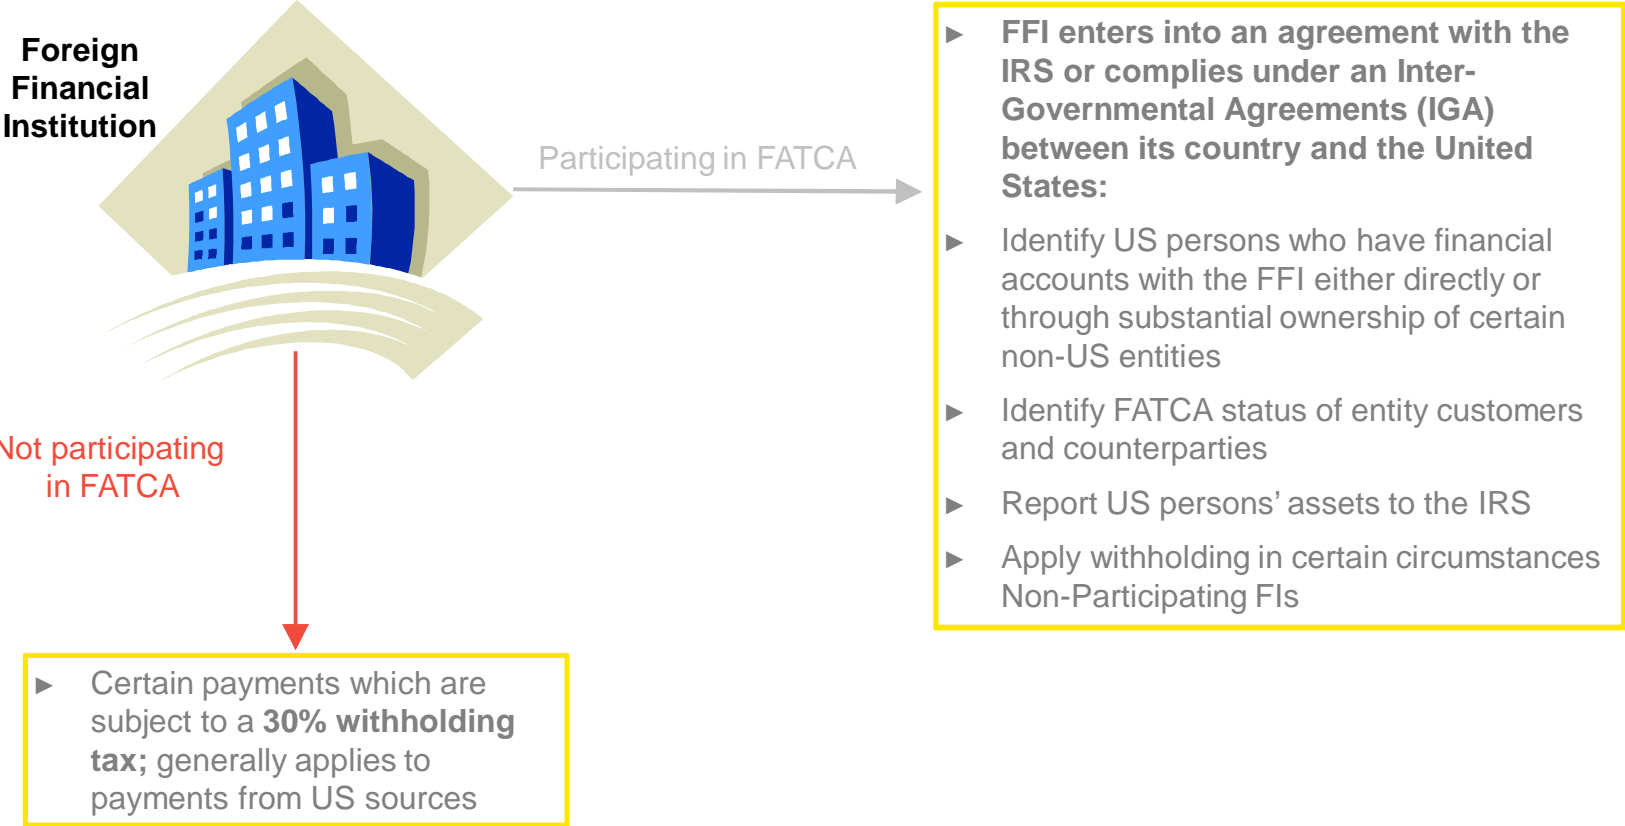 Foreign
Financial
Institution
Participating in FATCA
► FFI enters into an agreement with the
IRS or complies under an Inter-
Governmental Agreements (IGA)
between its country and the United
States:
► Identify US persons who have financial
accounts with the FFI either directly or
through substantial ownership of certain
non-US entities
► Identify FATCA status of entity customers
and counterparties
► Report US persons’ assets to the IRS
► Apply withholding in certain circumstances
Non-Participating FIs
Not participating
in FATCA
► Certain payments which are
subject to a 30% withholding
tax; generally applies to
payments from US sources